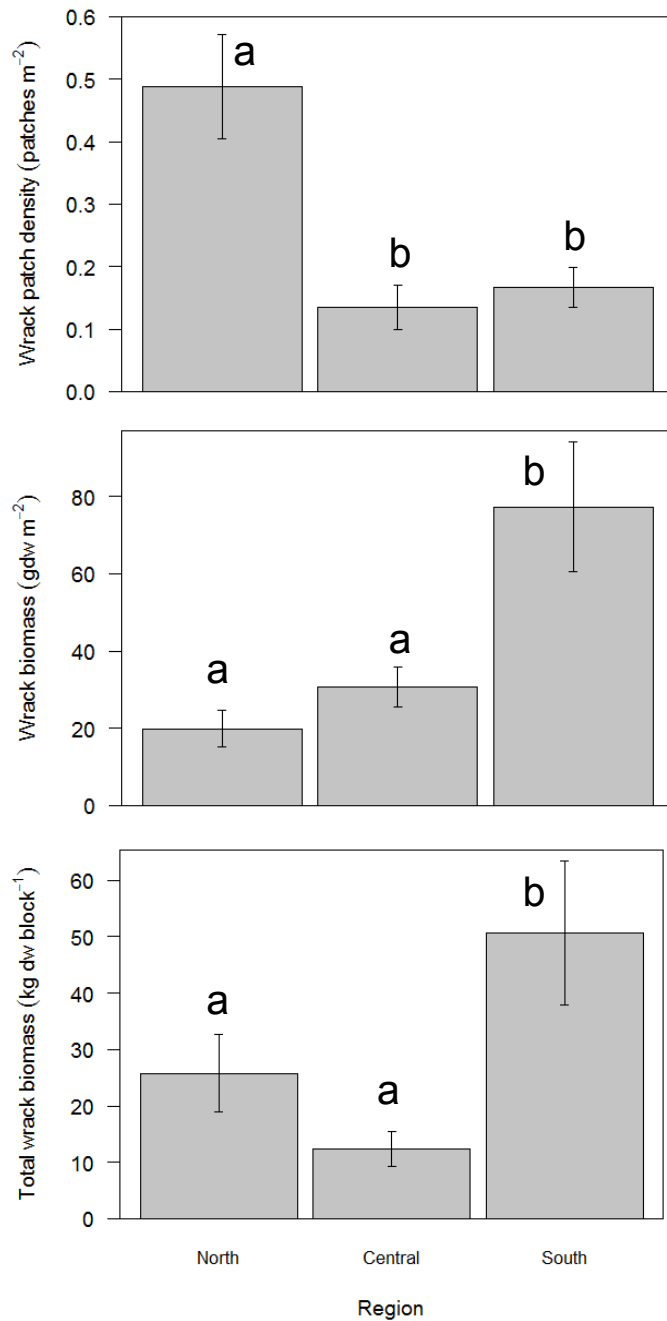 Wrack patch density (patches m⁻²)
0.6
0.5
0.4
0.3
0.2
0.1
0.0
a
b
b
Wrack biomass (gdw m⁻²)
80
60
40
20
0
a
a
b
Total wrack biomass (kg dw block⁻¹)
60
50
40
30
20
10
0
a
a
b
North Central South
Region